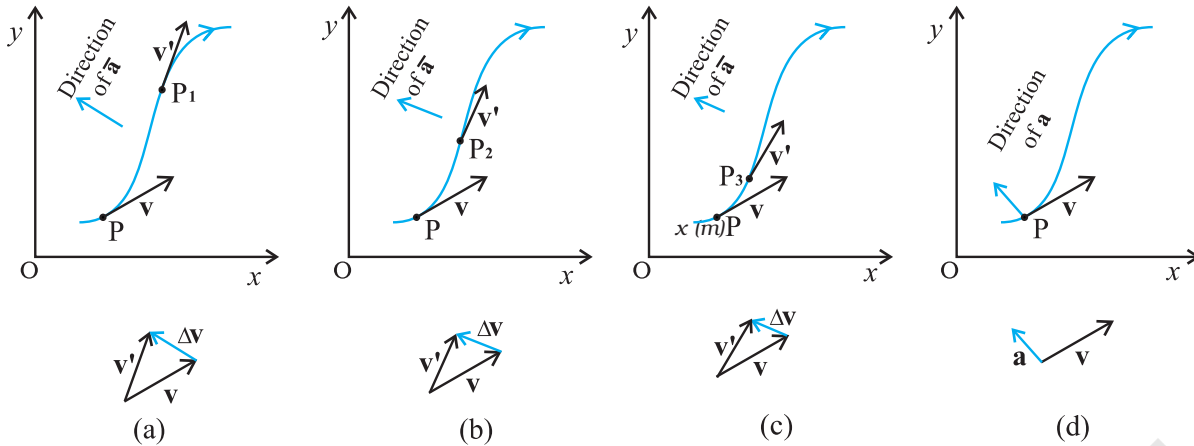 y
Direction
of a̅
v'
P₁
v
P
O
x
Δv
v'
v
(a)
y
Direction
of a̅
v'
P₂
v
P
O
x
Δv
v'
v
(b)
y
Direction
of a̅
v'
P₃
v
x (m)P
O
x
Δv
v'
v
(c)
y
Direction
of a
v
P
O
x
a
v
(d)